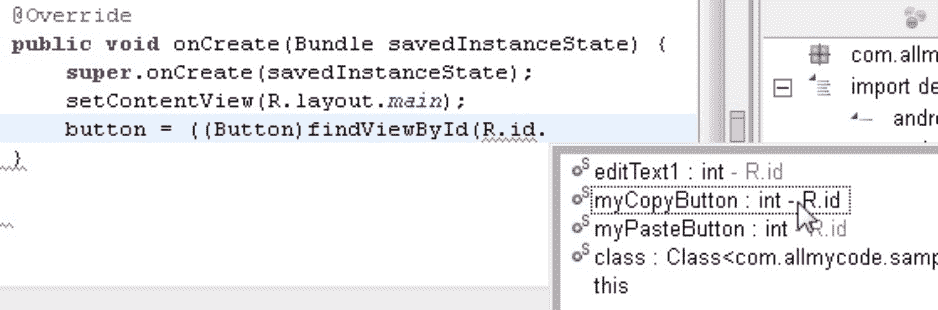 @Override
public void onCreate(Bundle savedInstanceState) {
super.onCreate(savedInstanceState);
setContentView(R.layout.main);
button = ((Button)findViewById(R.id.
}
editText1 : int - R.id
myCopyButton : int - R.id
myPasteButton : int - R.id
class : Class<com.allmycode.samp
this
com.allm
import de
andro